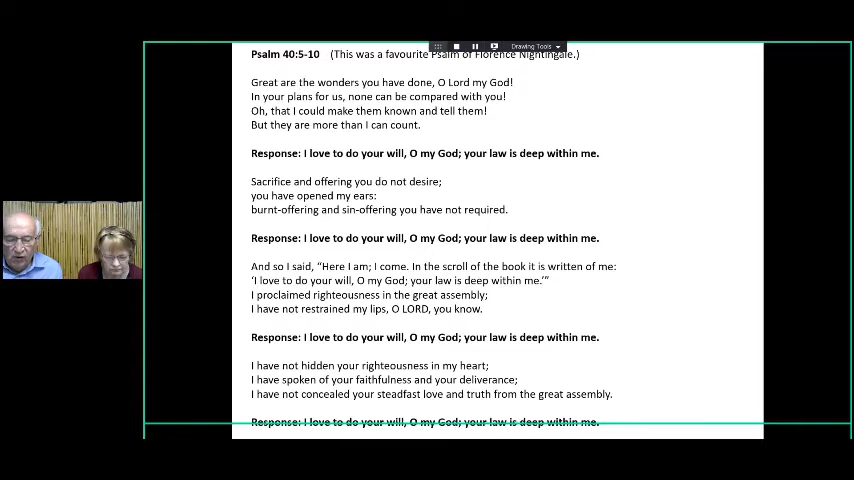 Drawing Tools
Psalm 40:5-10 (This was a favourite Psalm of Florence Nightingale.)
Great are the wonders you have done, O Lord my God!
In your plans for us, none can be compared with you!
Oh, that I could make them known and tell them!
But they are more than I can count.
Response: I love to do your will, O my God; your law is deep within me.
Sacrifice and offering you do not desire;
you have opened my ears:
burnt-offering and sin-offering you have not required.
Response: I love to do your will, O my God; your law is deep within me.
And so I said, “Here I am; I come. In the scroll of the book it is written of me:
‘I love to do your will, O my God; your law is deep within me.’”
I proclaimed righteousness in the great assembly;
I have not restrained my lips, O LORD, you know.
Response: I love to do your will, O my God; your law is deep within me.
I have not hidden your righteousness in my heart;
I have spoken of your faithfulness and your deliverance;
I have not concealed your steadfast love and truth from the great assembly.
Response: I love to do your will, O my God; your law is deep within me.